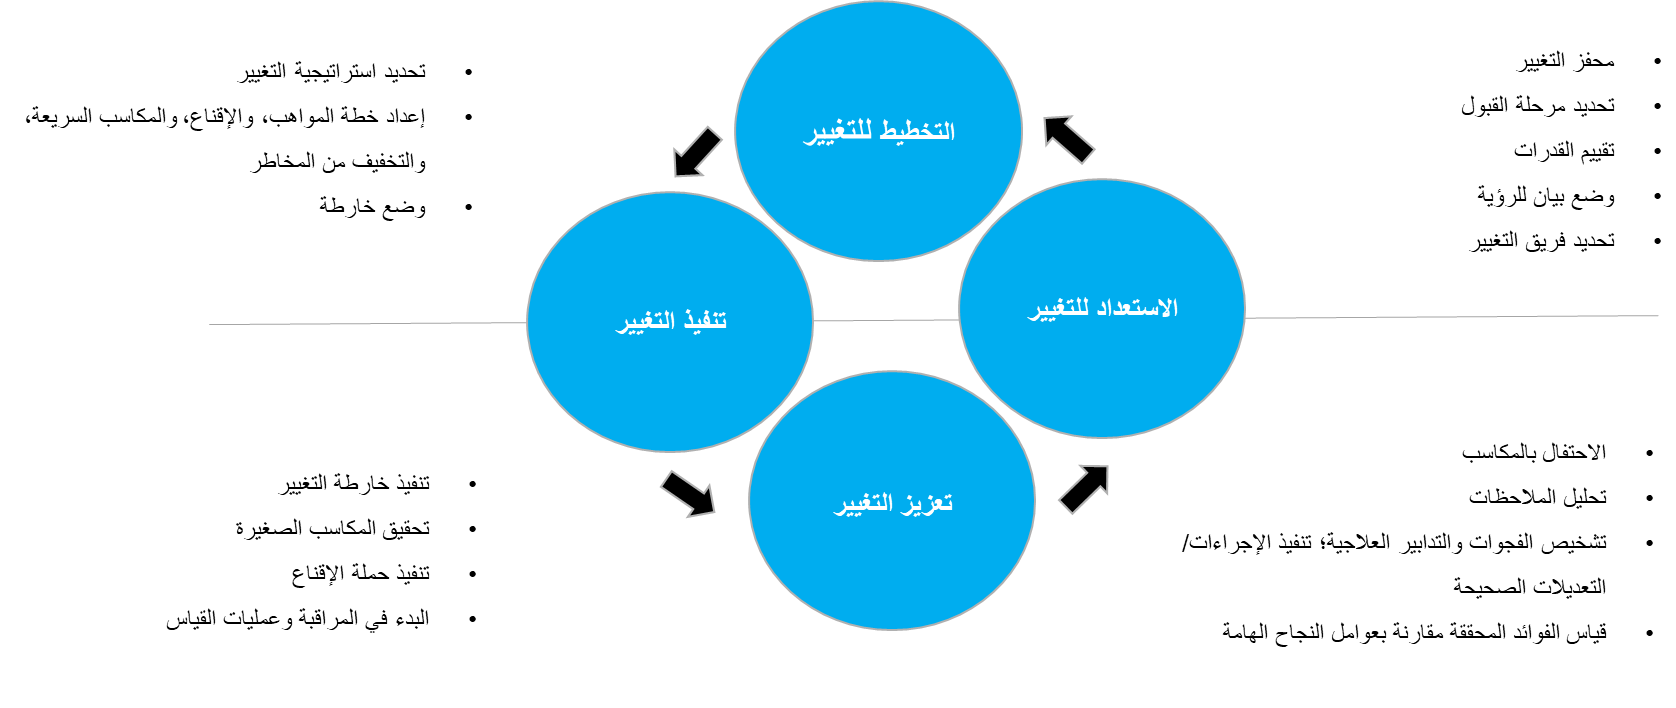 محفز التغيير
تحديد مرحلة القبول
تقييم القدرات
وضع بيان للرؤية
تحديد فريق التغيير
التخطيط للتغيير
تحديد استراتيجية التغيير
إعداد خطة المواهب، والإقناع، والمكاسب السريعة،
والتخفيف من المخاطر
وضع خارطة
الاستعداد للتغيير
تنفيذ التغيير
الاحتفال بالمكاسب
تحليل الملاحظات
تشخيص الفجوات والتدابير العلاجية؛ تنفيذ الإجراءات/
التعديلات الصحيحة
قياس الفوائد المحققة مقارنة بعوامل النجاح الهامة
تعزيز التغيير
تنفيذ خارطة التغيير
تحقيق المكاسب الصغيرة
تنفيذ حملة الإقناع
البدء في المراقبة وعمليات القياس